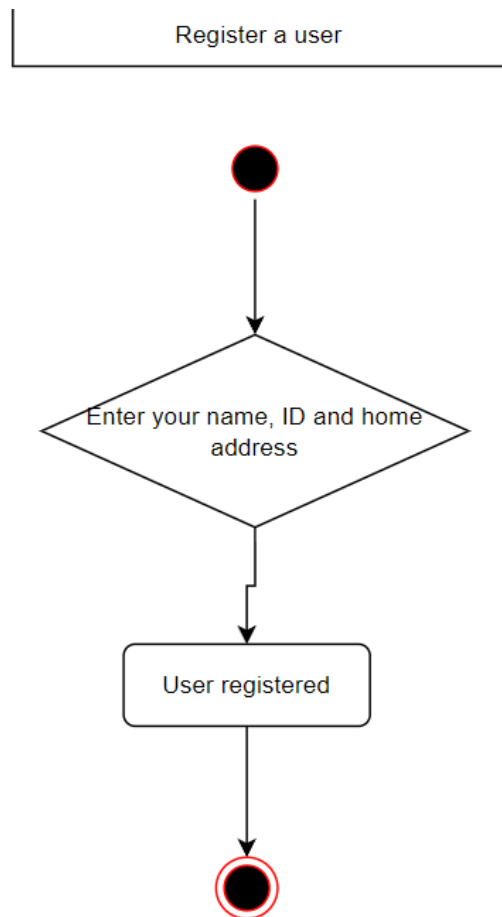 Register a user
Enter your name, ID and home
address
User registered